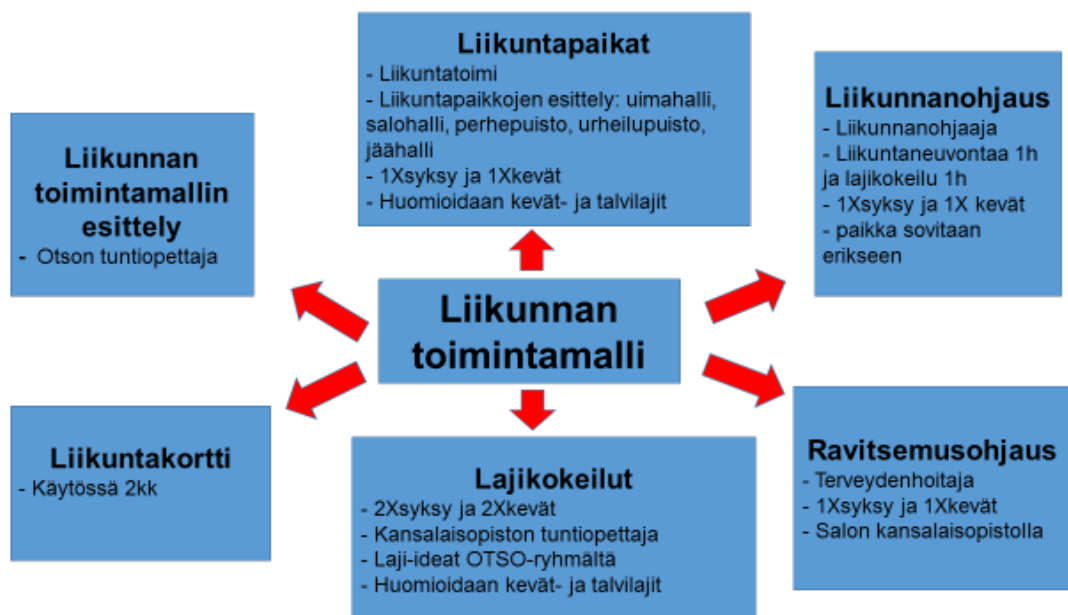 Liikunnan
toimintamallin
esittely
- Otson tuntiopettaja
Liikuntapaikat
- Liikuntatoimi
- Liikuntapaikkojen esittely: uimahalli,
salohalli, perhepuisto, urheilupuisto,
jäähalli
- 1Xsyksy ja 1Xkevät
- Huomioidaan kevät- ja talvilajit
Liikunnanohjaus
- Liikunnanohjaaja
- Liikuntaneuvontaa 1h
ja lajikokeilu 1h
- 1Xsyksy ja 1X kevät
- paikka sovitaan
erikseen
Liikunnan
toimintamalli
Liikuntakortti
- Käytössä 2kk
Lajikokeilut
- 2Xsyksy ja 2Xkevät
- Kansalaisopiston tuntiopettaja
- Laji-ideat OTSO-ryhmältä
- Huomioidaan kevät- ja talvilajit
Ravitsemusohjaus
- Terveydenhoitaja
- 1Xsyksy ja 1Xkevät
- Salon kansalaisopistolla